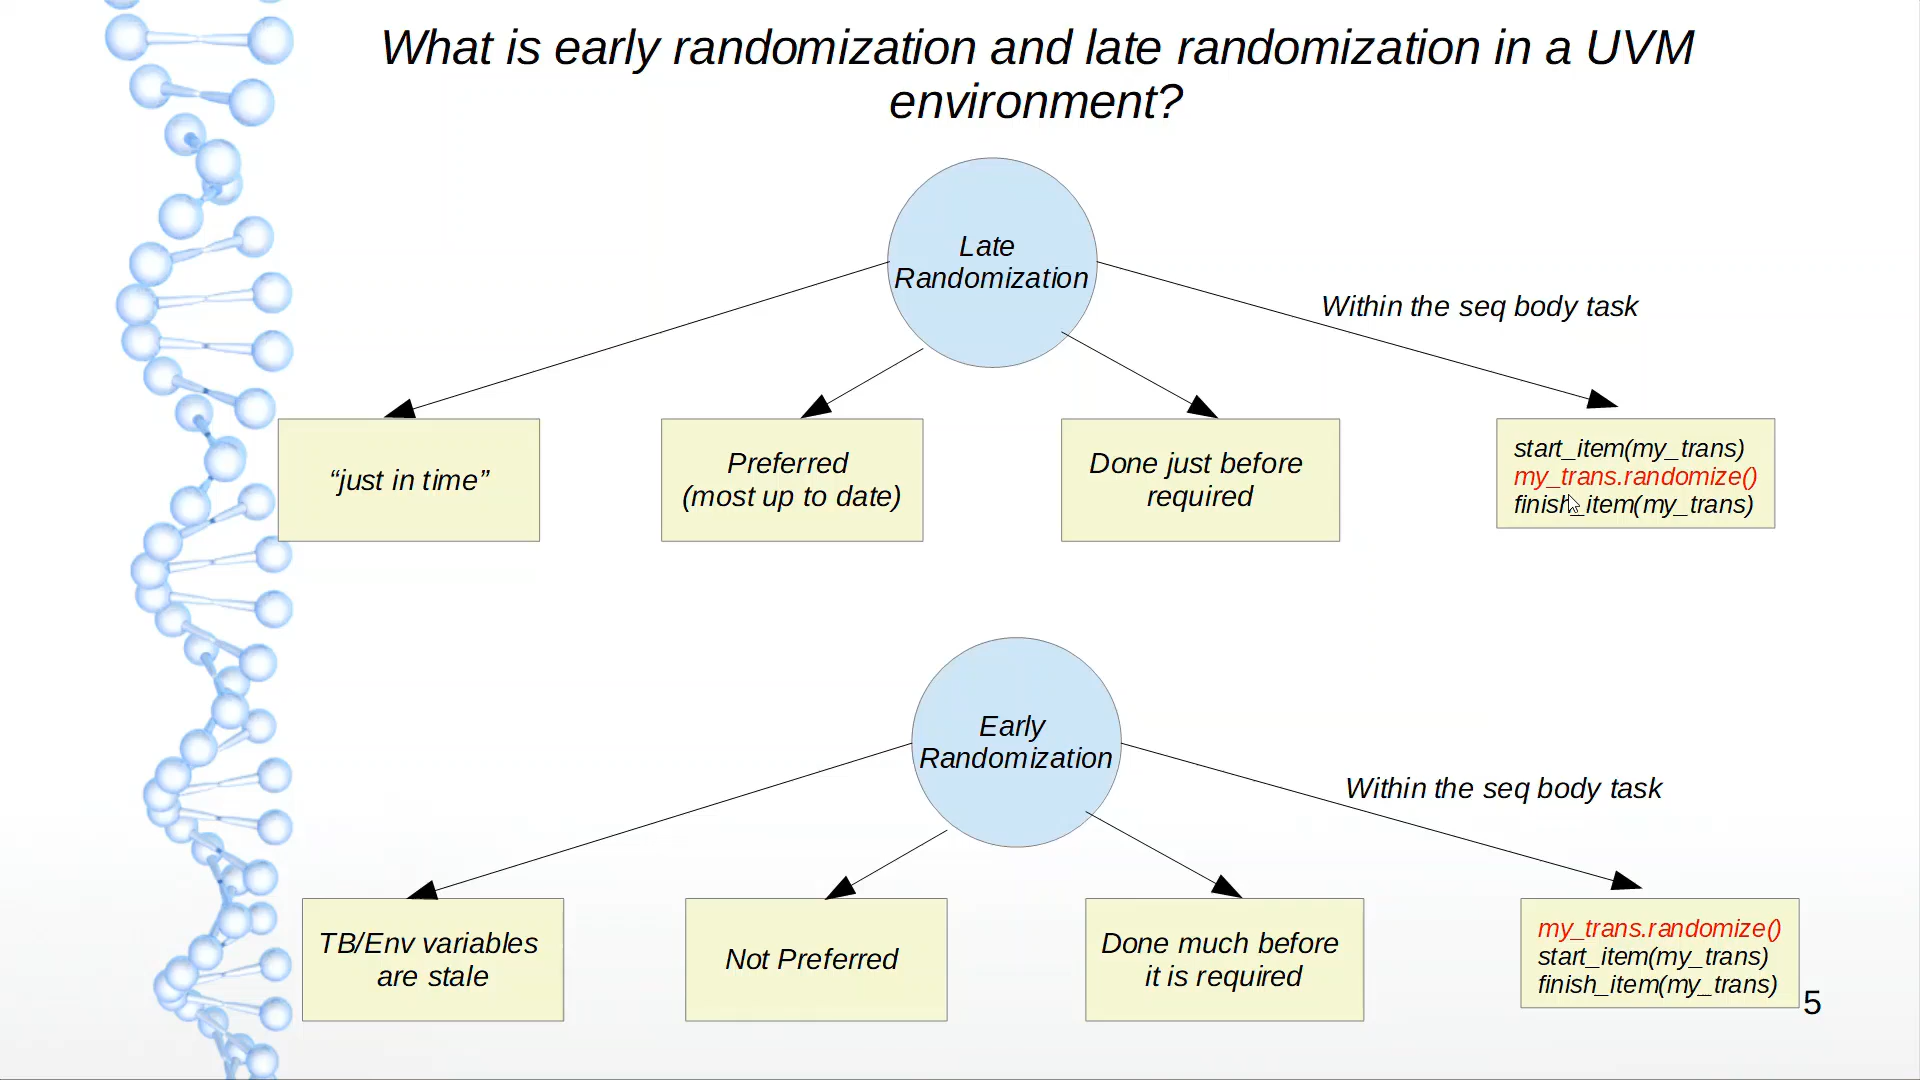 What is early randomization and late randomization in a UVM
environment?
Late
Randomization
Within the seq body task
“just in time”
Preferred
(most up to date)
Done just before
required
start_item(my_trans)
my_trans.randomize()
finish_item(my_trans)
Early
Randomization
Within the seq body task
TB/Env variables
are stale
Not Preferred
Done much before
it is required
my_trans.randomize()
start_item(my_trans)
finish_item(my_trans)
5